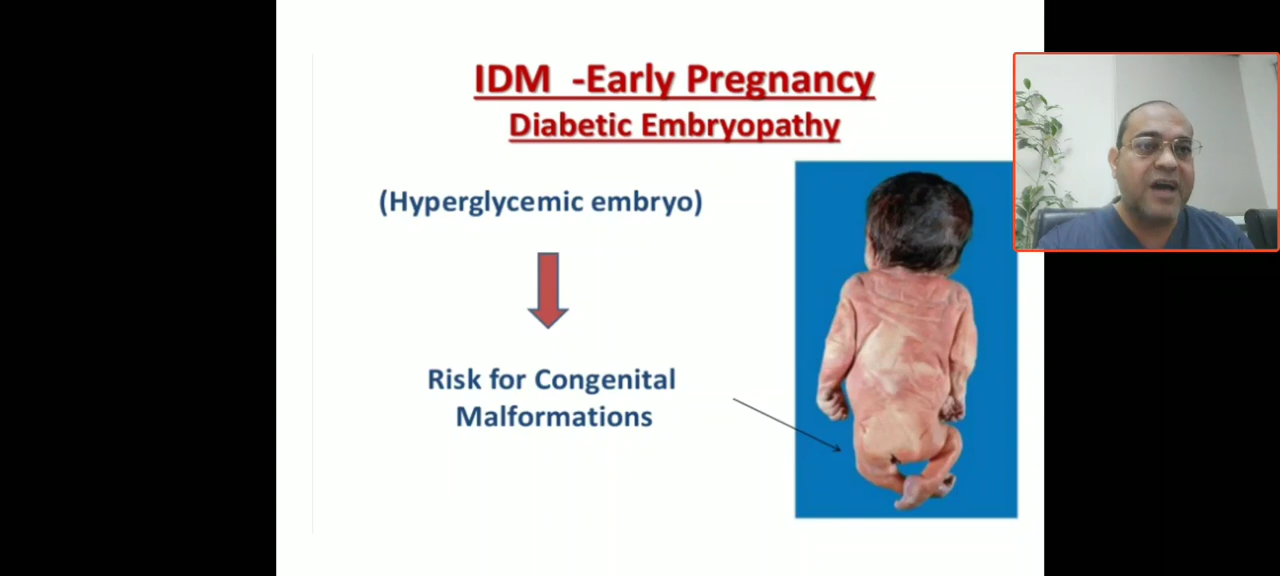 IDM -Early Pregnancy
Diabetic Embryopathy
(Hyperglycemic embryo)
Risk for Congenital
Malformations